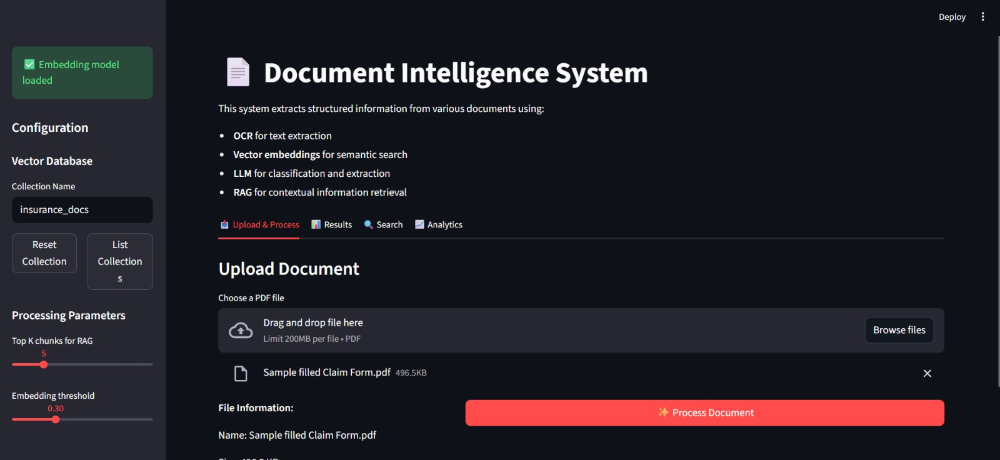 Deploy
✅ Embedding model
loaded
Configuration
Vector Database
Collection Name
insurance_docs
Reset
Collection
List
Collection
s
Processing Parameters
Top K chunks for RAG
5
Embedding threshold
0.30
Document Intelligence System
This system extracts structured information from various documents using:
• OCR for text extraction
• Vector embeddings for semantic search
• LLM for classification and extraction
• RAG for contextual information retrieval
Upload & Process Results Search Analytics
Upload Document
Choose a PDF file
Drag and drop file here
Limit 200MB per file • PDF
Browse files
Sample filled Claim Form.pdf 496.5KB
File Information:
✨ Process Document
Name: Sample filled Claim Form.pdf